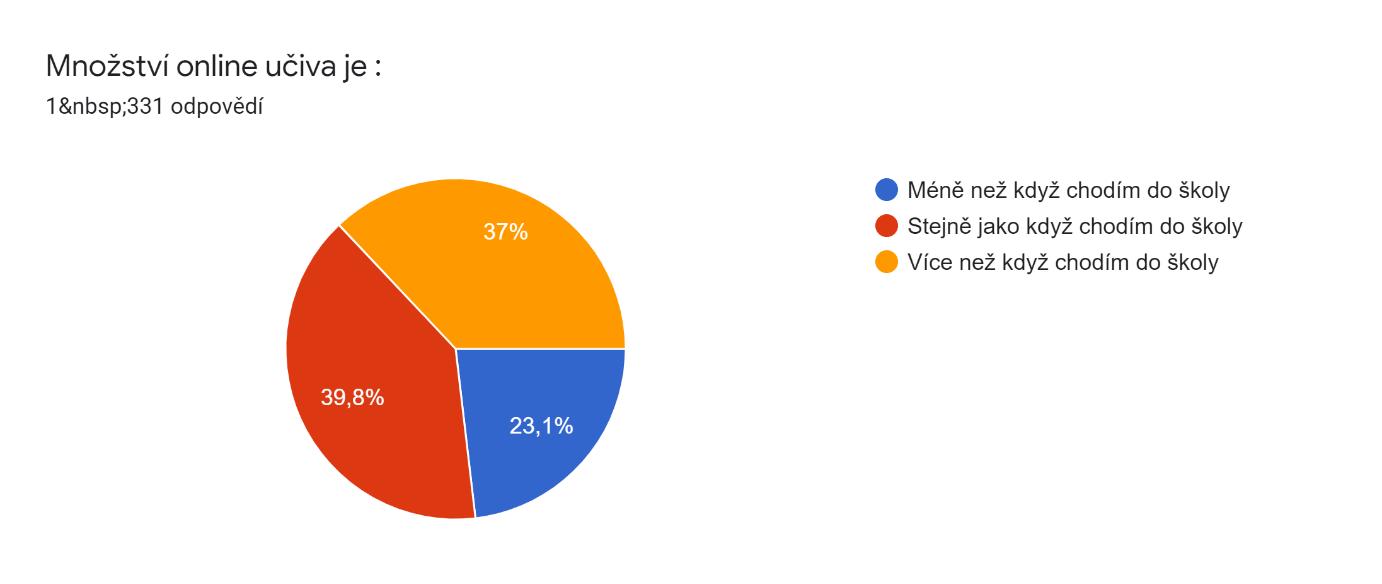 Množství online učiva je :
1&nbsp;331 odpovědí
37%
39,8%
23,1%
Méně než když chodím do školy
Stejně jako když chodím do školy
Více než když chodím do školy